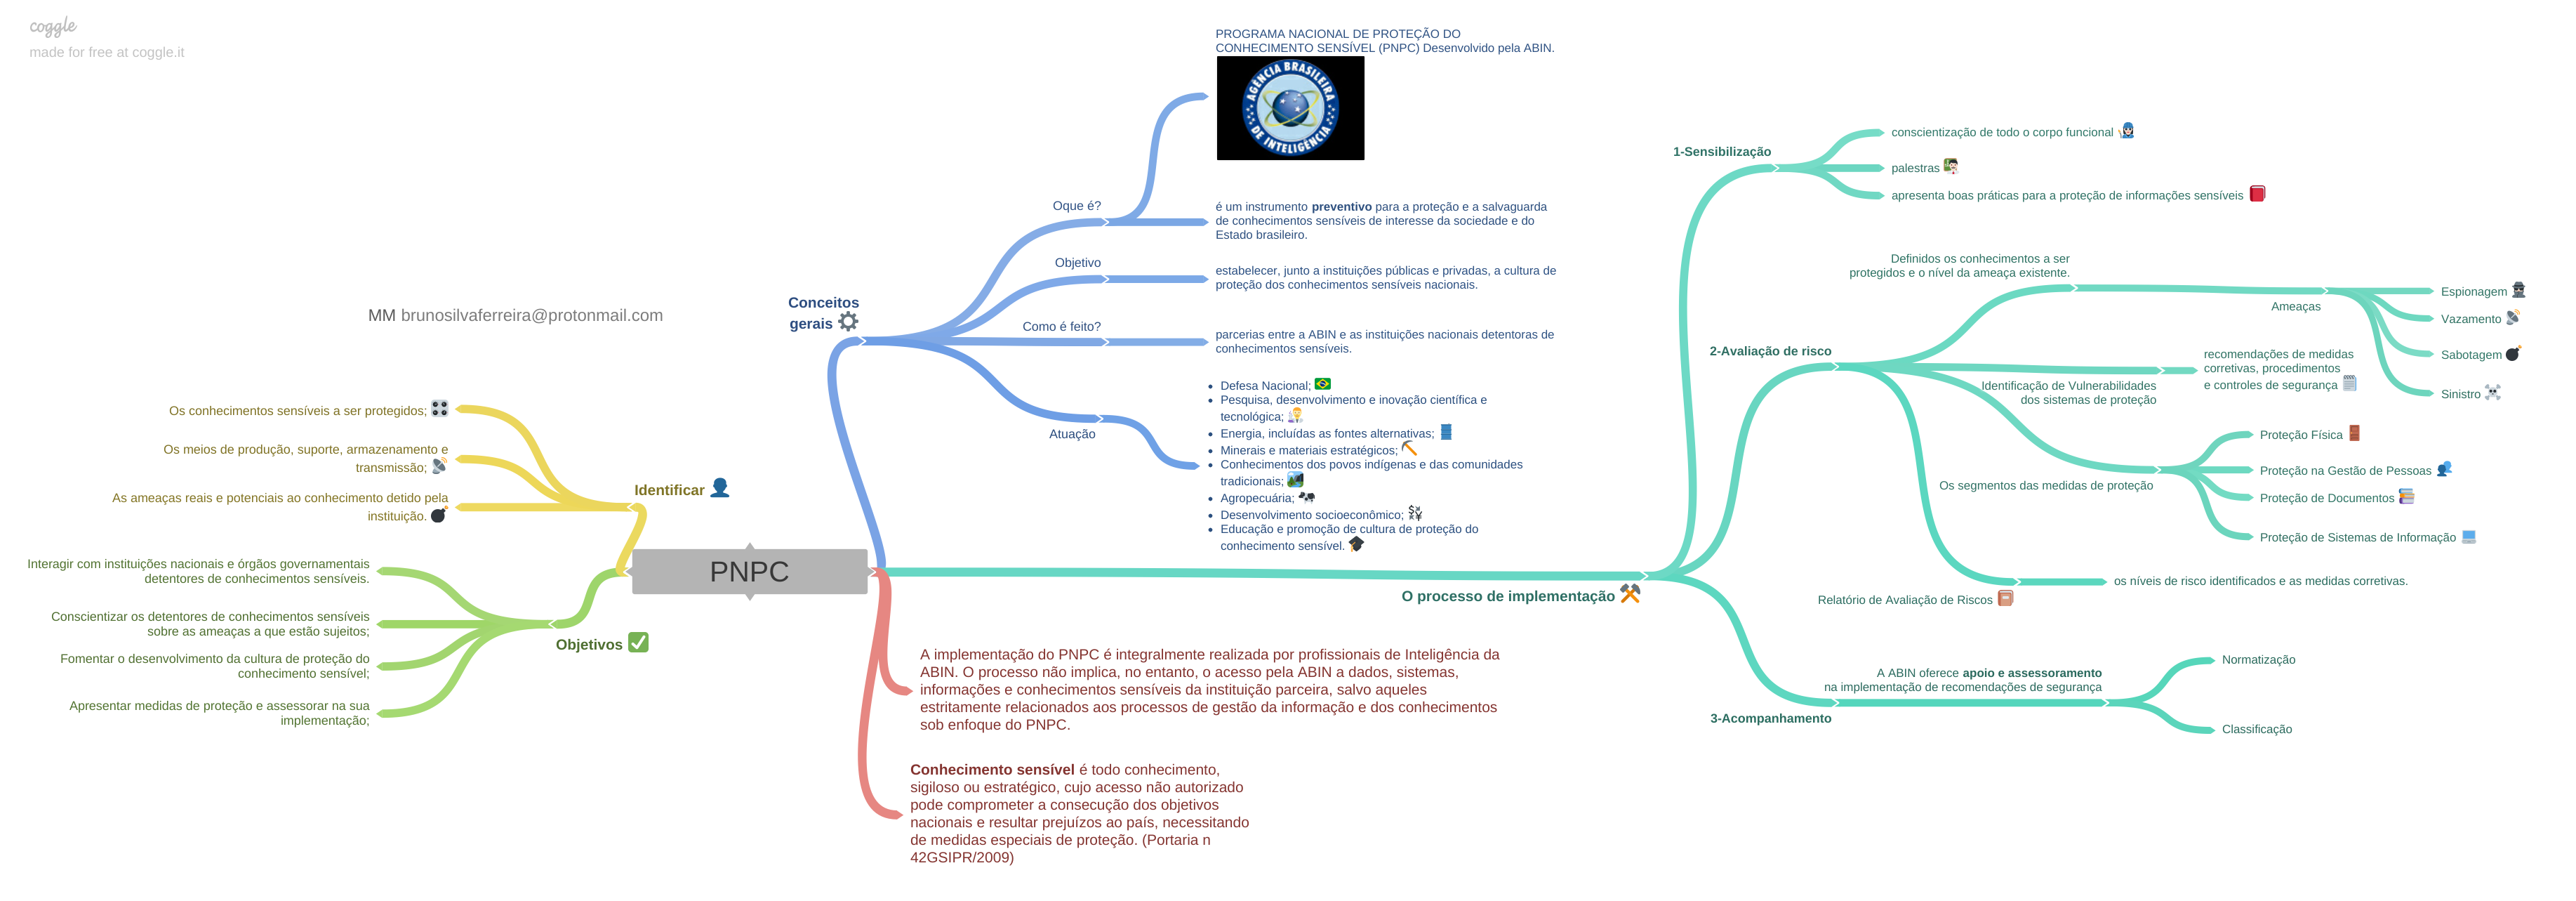 coggle
made for free at coggle.it
MM brunosilvaferreira@protonmail.com
PNPC
Identificar
Os conhecimentos sensíveis a ser protegidos;
Os meios de produção, suporte, armazenamento e
transmissão;
As ameaças reais e potenciais ao conhecimento detido pela
instituição.
Objetivos
Interagir com instituições nacionais e órgãos governamentais
detentores de conhecimentos sensíveis.
Conscientizar os detentores de conhecimentos sensíveis
sobre as ameaças a que estão sujeitos;
Fomentar o desenvolvimento da cultura de proteção do
conhecimento sensível;
Apresentar medidas de proteção e assessorar na sua
implementação;
Conceitos
gerais
Oque é?
PROGRAMA NACIONAL DE PROTEÇÃO DO
CONHECIMENTO SENSÍVEL (PNPC) Desenvolvido pela ABIN.
AGÊNCIA BRASILEIRA
DE INTELIGÊNCIA
é um instrumento preventivo para a proteção e a salvaguarda
de conhecimentos sensíveis de interesse da sociedade e do
Estado brasileiro.
Objetivo
estabelecer, junto a instituições públicas e privadas, a cultura de
proteção dos conhecimentos sensíveis nacionais.
Como é feito?
parcerias entre a ABIN e as instituições nacionais detentoras de
conhecimentos sensíveis.
Atuação
• Defesa Nacional;
• Pesquisa, desenvolvimento e inovação científica e
tecnológica;
• Energia, incluídas as fontes alternativas;
• Minerais e materiais estratégicos;
• Conhecimentos dos povos indígenas e das comunidades
tradicionais;
• Agropecuária;
• Desenvolvimento socioeconômico;
• Educação e promoção de cultura de proteção do
conhecimento sensível.
O processo de implementação
1-Sensibilização
conscientização de todo o corpo funcional
palestras
apresenta boas práticas para a proteção de informações sensíveis
2-Avaliação de risco
Definidos os conhecimentos a ser
protegidos e o nível da ameaça existente.
Ameaças
Espionagem
Vazamento
Sabotagem
Sinistro
Identificação de Vulnerabilidades
dos sistemas de proteção
recomendações de medidas
corretivas, procedimentos
e controles de segurança
Os segmentos das medidas de proteção
Proteção Física
Proteção na Gestão de Pessoas
Proteção de Documentos
Proteção de Sistemas de Informação
Relatório de Avaliação de Riscos
os níveis de risco identificados e as medidas corretivas.
3-Acompanhamento
A ABIN oferece apoio e assessoramento
na implementação de recomendações de segurança
Normatização
Classificação
A implementação do PNPC é integralmente realizada por profissionais de Inteligência da
ABIN. O processo não implica, no entanto, o acesso pela ABIN a dados, sistemas,
informações e conhecimentos sensíveis da instituição parceira, salvo aqueles
estritamente relacionados aos processos de gestão da informação e dos conhecimentos
sob enfoque do PNPC.
Conhecimento sensível é todo conhecimento,
sigiloso ou estratégico, cujo acesso não autorizado
pode comprometer a consecução dos objetivos
nacionais e resultar prejuízos ao país, necessitando
de medidas especiais de proteção. (Portaria n
42GSIPR/2009)